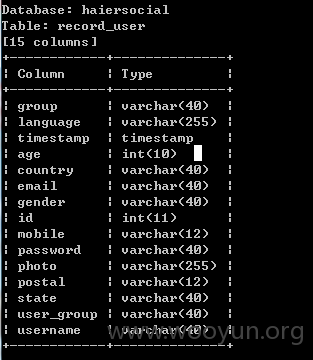 Database: haiersocial
Table: record_user
[15 columns]
+-------------+--------------+
| Column      | Type         |
+-------------+--------------+
| group       | varchar(40)  |
| language    | varchar(255) |
| timestamp   | timestamp    |
| age         | int(10)      |
| country     | varchar(40)  |
| email       | varchar(40)  |
| gender      | varchar(40)  |
| id          | int(11)      |
| mobile      | varchar(12)  |
| password    | varchar(40)  |
| photo       | varchar(255) |
| postal      | varchar(12)  |
| state       | varchar(40)  |
| user_group  | varchar(40)  |
| username    | varchar(40)  |
+-------------+--------------+
www.wooyun.org